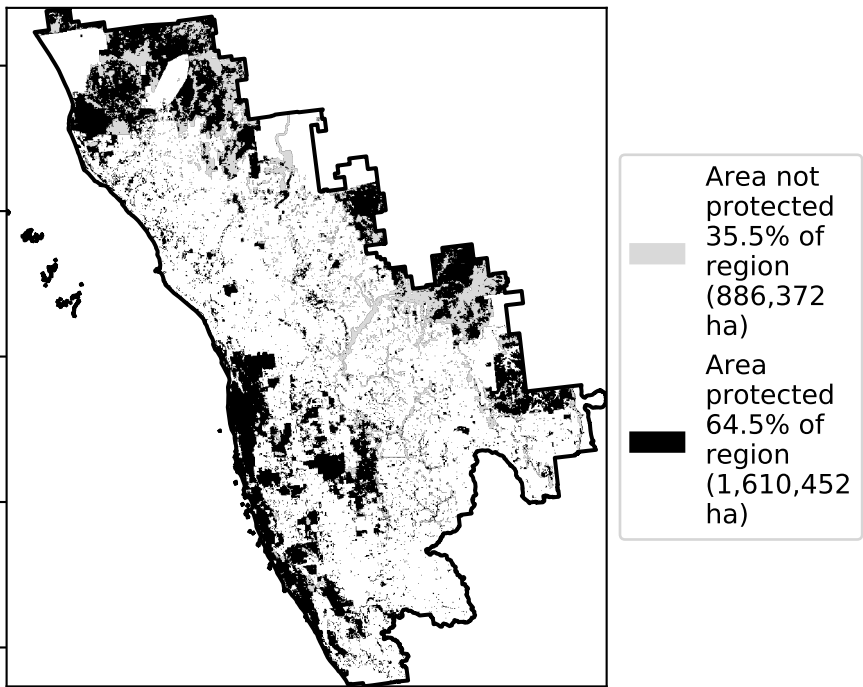 Area not
protected
35.5% of
region
(886,372
ha)
Area
protected
64.5% of
region
(1,610,452
ha)